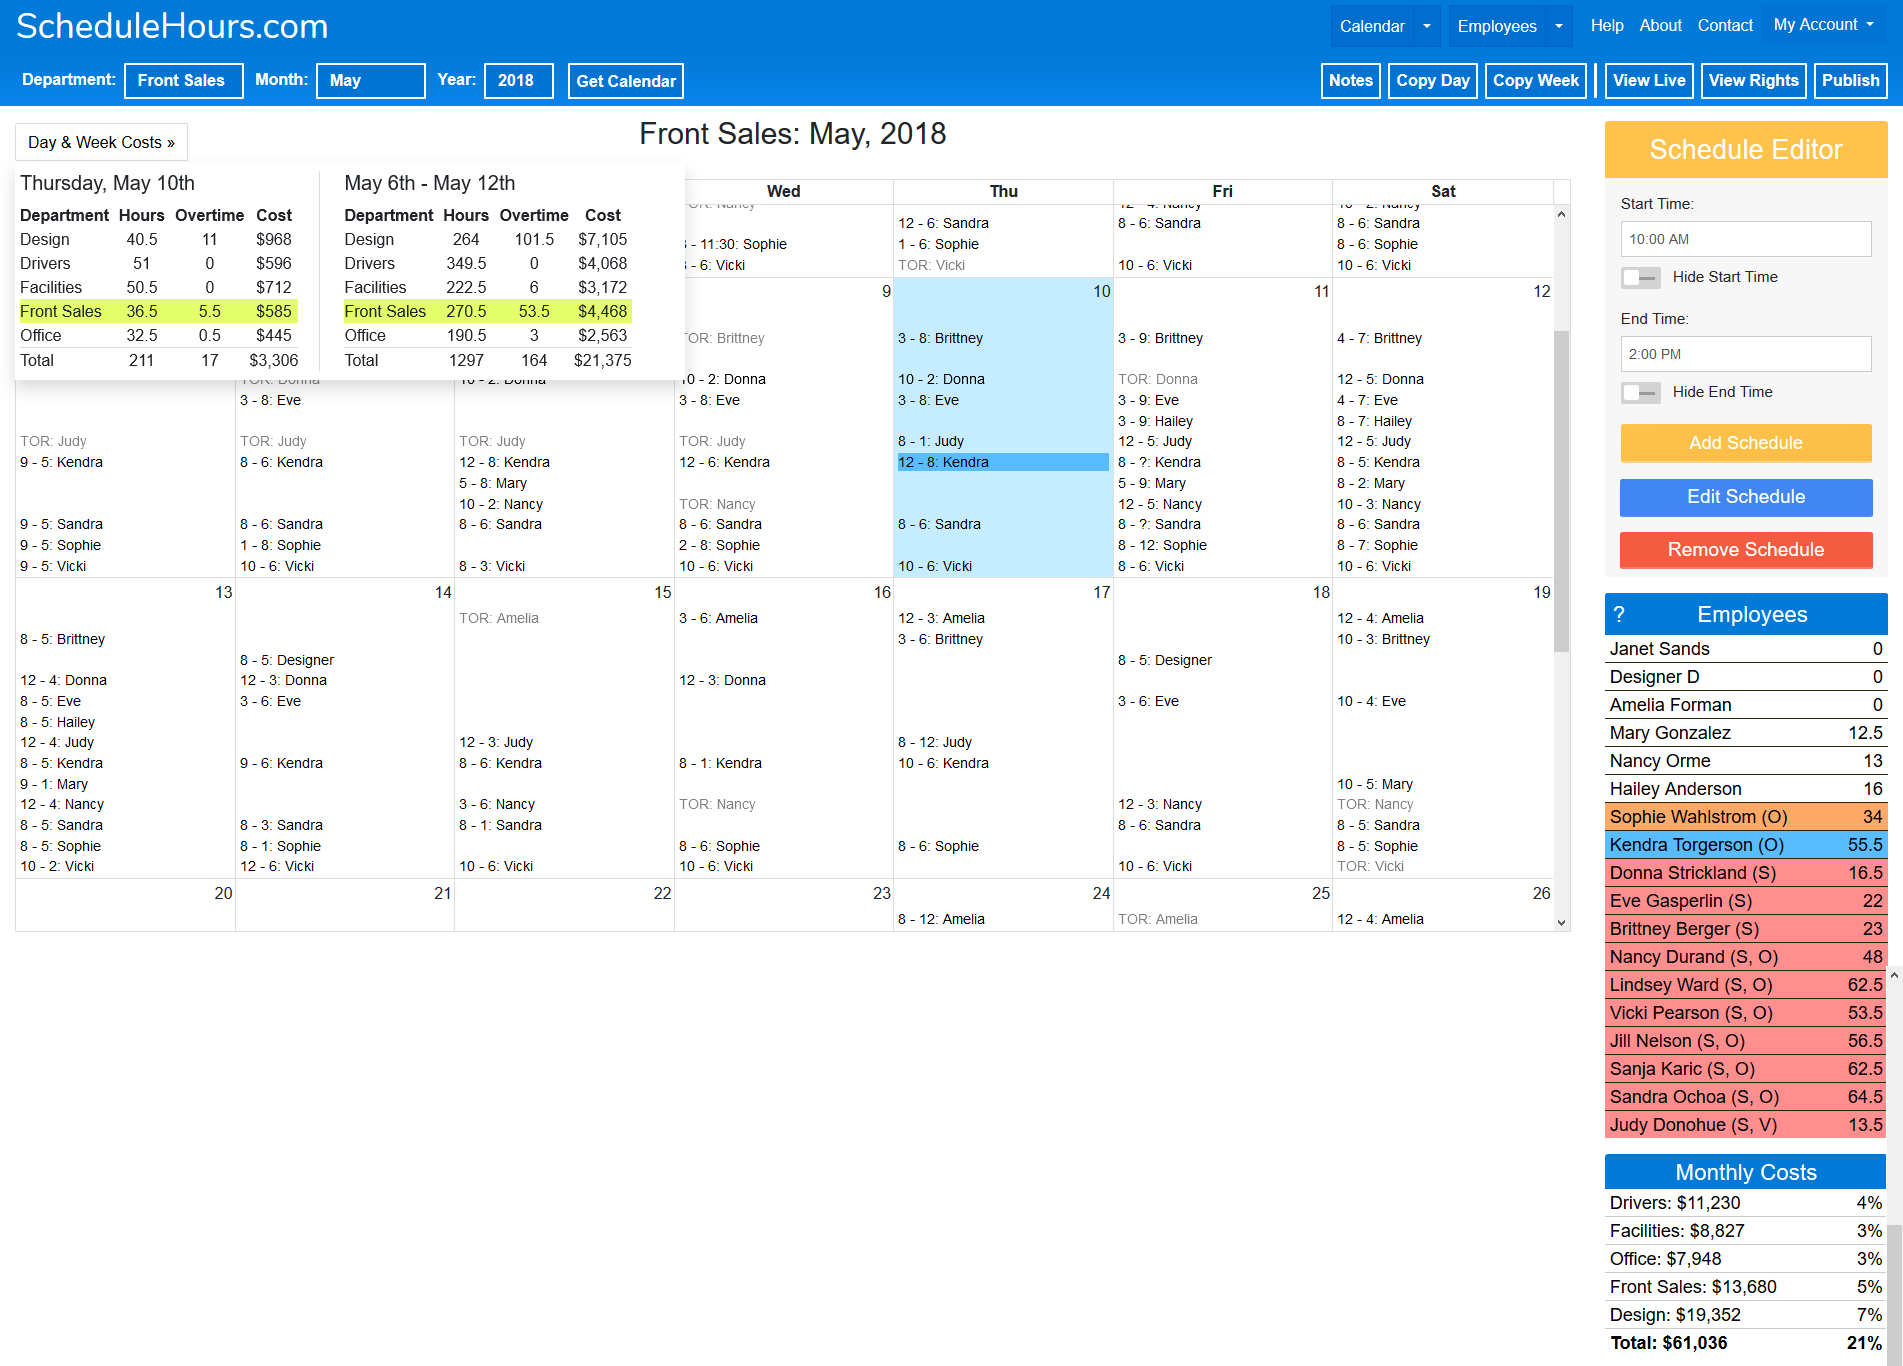 ScheduleHours.com
Calendar Employees Help About Contact My Account
Department: Front Sales Month: May Year: 2018 Get Calendar
Notes Copy Day Copy Week View Live View Rights Publish
Day & Week Costs »
Front Sales: May, 2018
Thursday, May 10th
Department Hours Overtime Cost
Design 40.5 11 $968
Drivers 51 0 $596
Facilities 50.5 0 $712
Front Sales 36.5 5.5 $585
Office 32.5 0.5 $445
Total 211 17 $3,306
May 6th - May 12th
Department Hours Overtime Cost
Design 264 101.5 $7,105
Drivers 349.5 0 $4,068
Facilities 222.5 6 $3,172
Front Sales 270.5 53.5 $4,468
Office 190.5 3 $2,563
Total 1297 164 $21,375
Wed Thu Fri Sat
12 - 6: Sandra 8 - 6: Sandra 8 - 6: Sandra
- 11:30: Sophie 1 - 6: Sophie 8 - 6: Sophie
- 6: Vicki TOR: Vicki 10 - 6: Vicki 10 - 6: Vicki
9 10 11 12
TOR: Brittney 3 - 8: Brittney 3 - 9: Brittney 4 - 7: Brittney
TOR: Donna 10 - 2: Donna 10 - 2: Donna 10 - 2: Donna TOR: Donna 12 - 5: Donna
3 - 8: Eve 3 - 8: Eve 3 - 8: Eve 3 - 9: Eve 4 - 7: Eve
3 - 9: Hailey 8 - 7: Hailey
TOR: Judy TOR: Judy TOR: Judy TOR: Judy 8 - 1: Judy 12 - 5: Judy 12 - 5: Judy
9 - 5: Kendra 8 - 6: Kendra 12 - 8: Kendra 12 - 6: Kendra 12 - 8: Kendra 8 - ?: Kendra 8 - 5: Kendra
5 - 8: Mary 5 - 9: Mary 8 - 2: Mary
10 - 2: Nancy TOR: Nancy 12 - 5: Nancy 10 - 3: Nancy
9 - 5: Sandra 8 - 6: Sandra 8 - 6: Sandra 8 - 6: Sandra 8 - 6: Sandra 8 - ?: Sandra 8 - 6: Sandra
9 - 5: Sophie 1 - 8: Sophie 2 - 8: Sophie 8 - 12: Sophie 8 - 7: Sophie
9 - 5: Vicki 10 - 6: Vicki 8 - 3: Vicki 10 - 6: Vicki 10 - 6: Vicki 8 - 6: Vicki 10 - 6: Vicki
13 14 15 16 17 18 19
TOR: Amelia 3 - 6: Amelia 12 - 3: Amelia 12 - 4: Amelia
8 - 5: Brittney 3 - 6: Brittney 10 - 3: Brittney
8 - 5: Designer 8 - 5: Designer
12 - 4: Donna 12 - 3: Donna 12 - 3: Donna
8 - 5: Eve 3 - 6: Eve 3 - 6: Eve 10 - 4: Eve
8 - 5: Hailey
12 - 4: Judy 12 - 3: Judy 8 - 12: Judy
8 - 5: Kendra 9 - 6: Kendra 8 - 6: Kendra 8 - 1: Kendra 10 - 6: Kendra
9 - 1: Mary 10 - 5: Mary
12 - 4: Nancy 3 - 6: Nancy TOR: Nancy 12 - 3: Nancy TOR: Nancy
8 - 5: Sandra 8 - 3: Sandra 8 - 1: Sandra 8 - 6: Sandra 8 - 5: Sandra
8 - 5: Sophie 8 - 1: Sophie 8 - 6: Sophie 8 - 6: Sophie 8 - 5: Sophie
10 - 2: Vicki 12 - 6: Vicki 10 - 6: Vicki 10 - 6: Vicki 10 - 6: Vicki TOR: Vicki
20 21 22 23 24 25 26
8 - 12: Amelia TOR: Amelia 12 - 4: Amelia
Schedule Editor
Start Time:
10:00 AM
Hide Start Time
End Time:
2:00 PM
Hide End Time
Add Schedule
Edit Schedule
Remove Schedule
? Employees
Janet Sands 0
Designer D 0
Amelia Forman 0
Mary Gonzalez 12.5
Nancy Orme 13
Hailey Anderson 16
Sophie Wahlstrom (O) 34
Kendra Torgerson (O) 55.5
Donna Strickland (S) 16.5
Eve Gasperlin (S) 22
Brittney Berger (S) 23
Nancy Durand (S, O) 48
Lindsey Ward (S, O) 62.5
Vicki Pearson (S, O) 53.5
Jill Nelson (S, O) 56.5
Sanja Karic (S, O) 62.5
Sandra Ochoa (S, O) 64.5
Judy Donohue (S, V) 13.5
Monthly Costs
Drivers: $11,230 4%
Facilities: $8,827 3%
Office: $7,948 3%
Front Sales: $13,680 5%
Design: $19,352 7%
Total: $61,036 21%